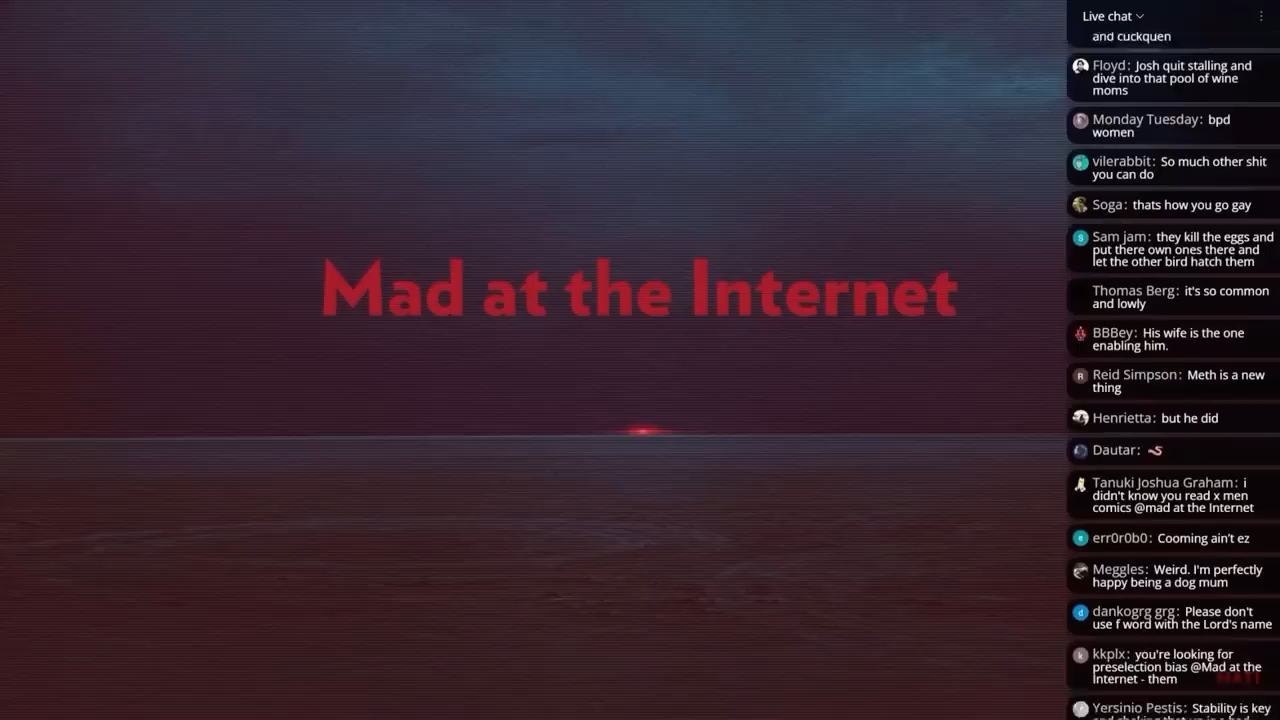 Mad at the Internet
Live chat
and cuckquen
Floyd: Josh quit stalling and
dive into that pool of wine
moms
Monday Tuesday: bpd
women
vilerabbit: So much other shit
you can do
Soga: thats how you go gay
Sam jam: they kill the eggs and
put there own ones there and
let the other bird hatch them
Thomas Berg: it's so common
and lowly
BBBey: His wife is the one
enabling him.
Reid Simpson: Meth is a new
thing
Henrietta: but he did
Dautar:
Tanuki Joshua Graham: i
didn't know you read x men
comics @mad at the Internet
err0r0b0: Cooming ain't ez
Meggles: Weird. I'm perfectly
happy being a dog mum
dankogrg grg: Please don't
use f word with the Lord's name
kkplx: you're looking for
preselection bias @Mad at the
Internet - them
MATI
Yersinio Pestis: Stability is key